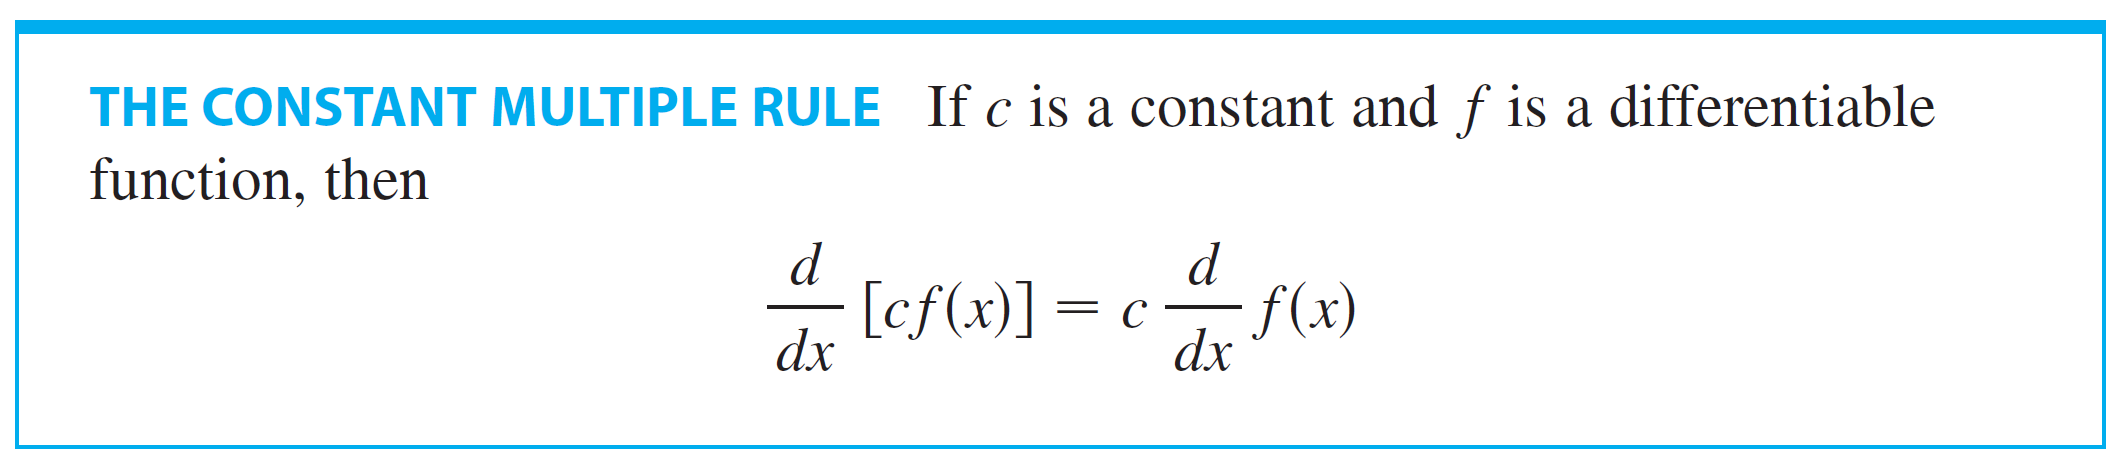 THE CONSTANT MULTIPLE RULE If c is a constant and f is a differentiable
function, then
d/dx [cf(x)] = c d/dx f(x)